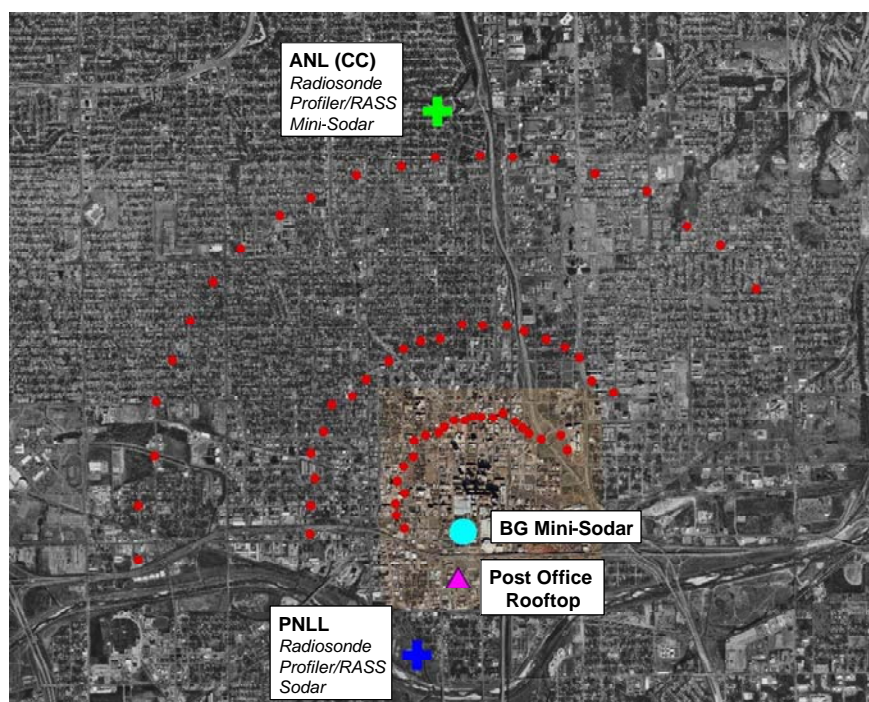 ANL (CC)
Radiosonde
Profiler/RASS
Mini-Sodar
BG Mini-Sodar
Post Office
Rooftop
PNLL
Radiosonde
Profiler/RASS
Sodar